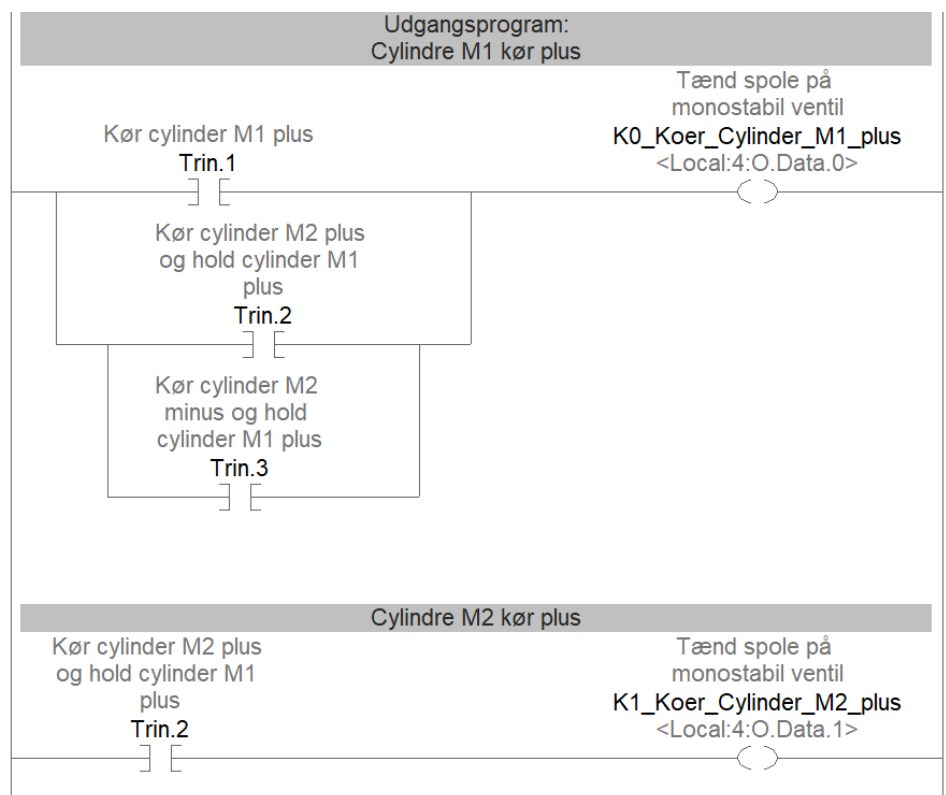 Udgangsprogram:
Cylindre M1 kør plus
Tænd spole på
monostabil ventil
Kør cylinder M1 plus
K0_Koer_Cylinder_M1_plus
Trin.1
<Local:4:O.Data.0>
Kør cylinder M2 plus
og hold cylinder M1
plus
Trin.2
Kør cylinder M2
minus og hold
cylinder M1 plus
Trin.3
Cylindre M2 kør plus
Kør cylinder M2 plus
og hold cylinder M1
plus
Trin.2
Tænd spole på
monostabil ventil
K1_Koer_Cylinder_M2_plus
<Local:4:O.Data.1>